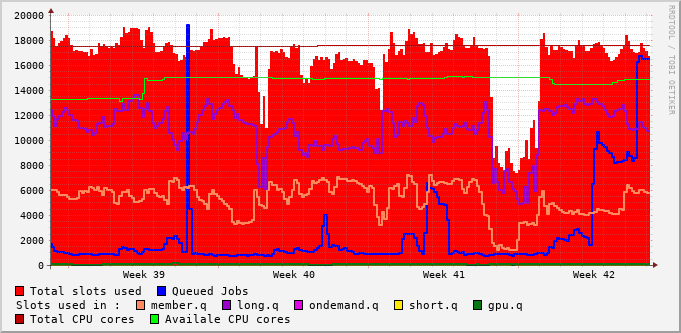 20000
18000
16000
14000
12000
10000
8000
6000
4000
2000
0
Week 39 Week 40 Week 41 Week 42
RRDTOOL / TOBI OETIKER
Total slots used Queued Jobs
Slots used in : member.q long.q ondemand.q short.q gpu.q
Total CPU cores Availale CPU cores